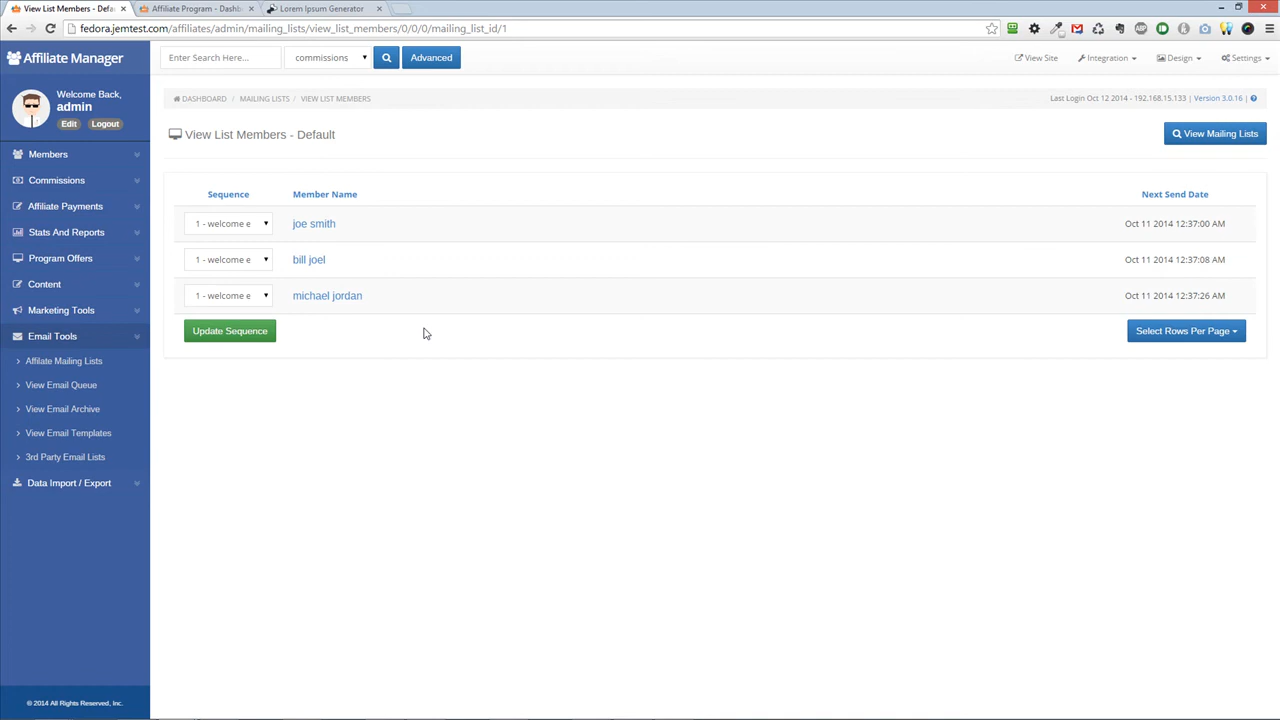 View List Members - Defa
Affiliate Program - Dashb
Lorem Ipsum Generator
fedora.jemtest.com/affiliates/admin/mailing_lists/view_list_members/0/0/0/mailing_list_id/1
Affiliate Manager
Enter Search Here...
commissions
Advanced
View Site
Integration
Design
Settings
Welcome Back,
admin
Edit
Logout
DASHBOARD / MAILING LISTS / VIEW LIST MEMBERS
Last Login Oct 12 2014 - 192.168.15.133 | Version 3.0.16 |
View List Members - Default
View Mailing Lists
Members
Commissions
Affiliate Payments
Stats And Reports
Program Offers
Content
Marketing Tools
Email Tools
Affilate Mailing Lists
View Email Queue
View Email Archive
View Email Templates
3rd Party Email Lists
Data Import / Export
Sequence Member Name Next Send Date
1 - welcome e joe smith Oct 11 2014 12:37:00 AM
1 - welcome e bill joel Oct 11 2014 12:37:08 AM
1 - welcome e michael jordan Oct 11 2014 12:37:26 AM
Update Sequence
Select Rows Per Page
© 2014 All Rights Reserved, Inc.